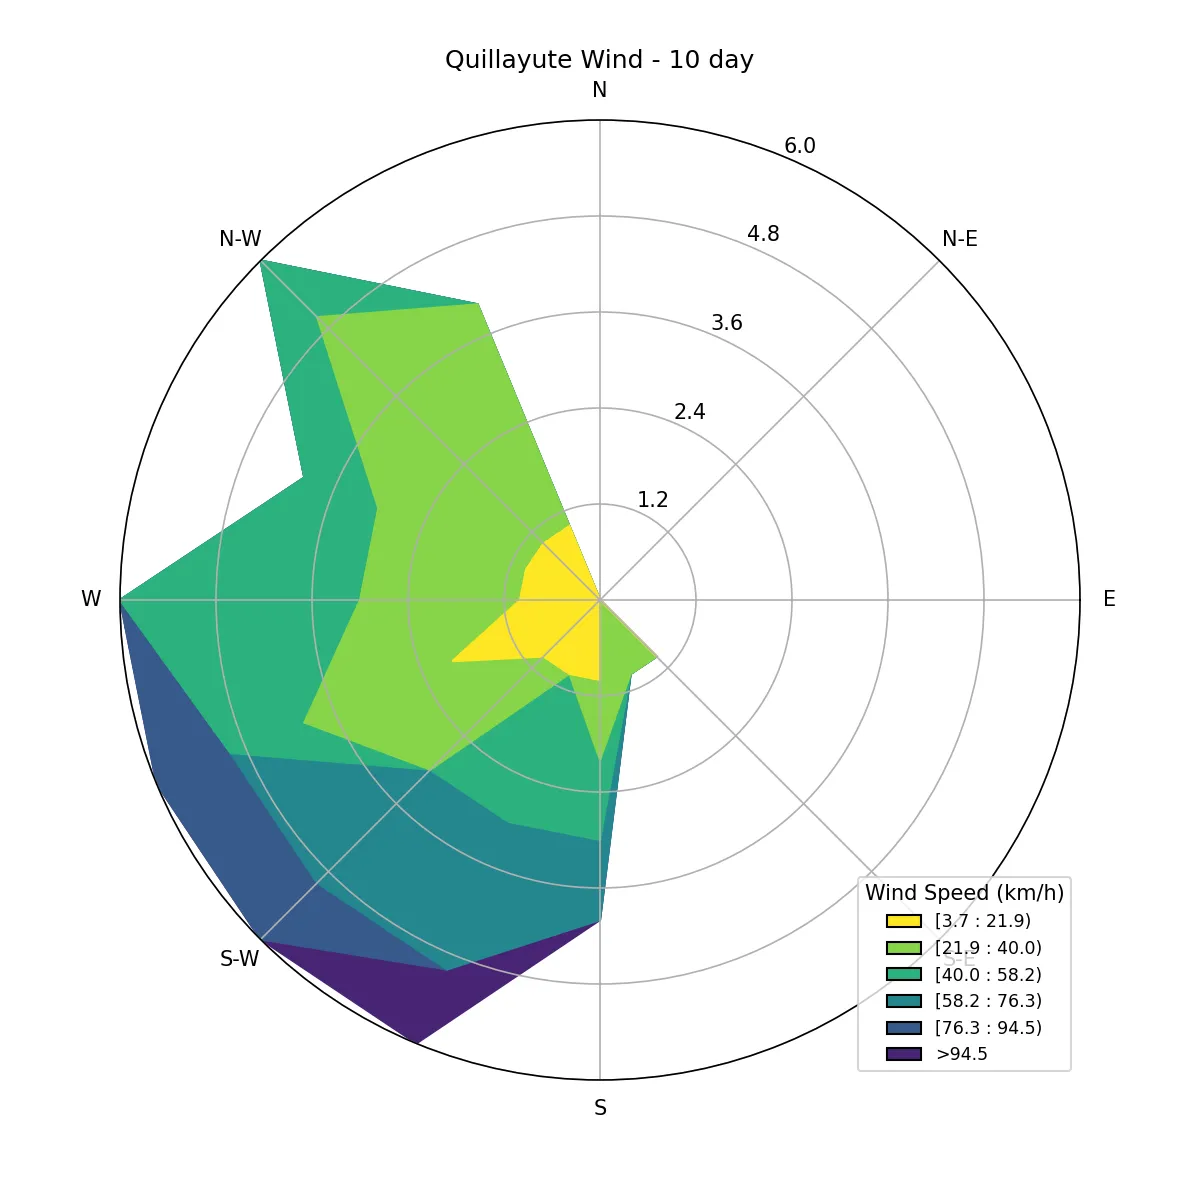 Quillayute Wind - 10 day
N
6.0
N-W
N-E
4.8
3.6
2.4
1.2
W
E
Wind Speed (km/h)
[3.7 : 21.9)
[21.9 : 40.0)
S-W
S-E
[40.0 : 58.2)
[58.2 : 76.3)
[76.3 : 94.5)
>94.5
S